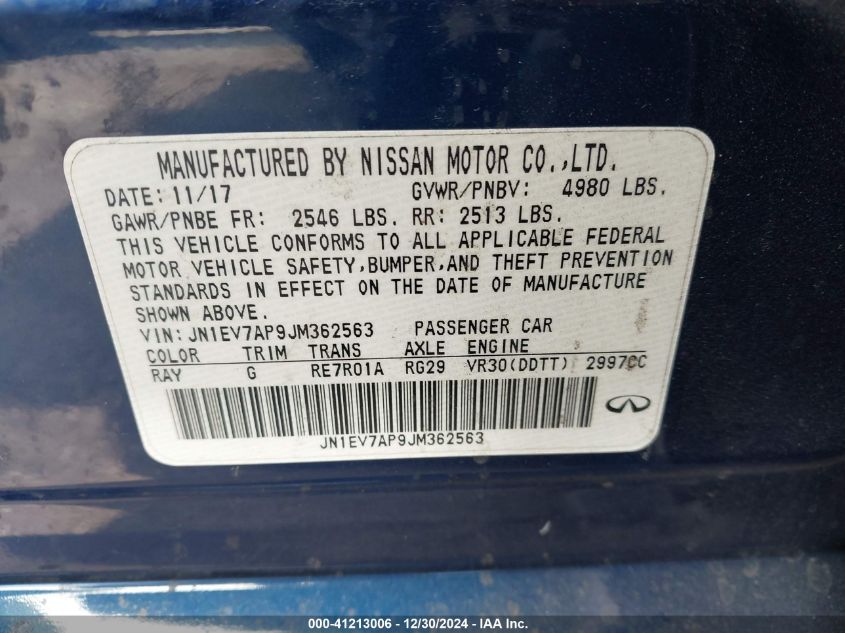 MANUFACTURED BY NISSAN MOTOR CO.,LTD.
DATE: 11/17 GVWR/PNBV: 4980 LBS.
GAWR/PNBE FR: 2546 LBS. RR: 2513 LBS.
THIS VEHICLE CONFORMS TO ALL APPLICABLE FEDERAL
MOTOR VEHICLE SAFETY,BUMPER,AND THEFT PREVENTION
STANDARDS IN EFFECT ON THE DATE OF MANUFACTURE
SHOWN ABOVE.
VIN: JN1EV7AP9JM362563 PASSENGER CAR
COLOR TRIM TRANS AXLE ENGINE
RAY G RE7R01A RG29 VR30(DDTT) 2997CC
JN1EV7AP9JM362563
000-41213006 - 12/30/2024 - IAA Inc.